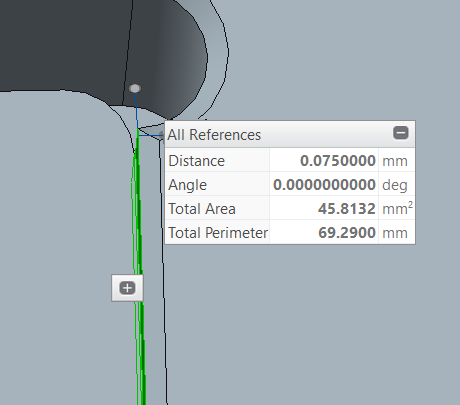 All References
Distance 0.0750000 mm
Angle 0.0000000000 deg
Total Area 45.8132 mm²
Total Perimeter 69.2900 mm